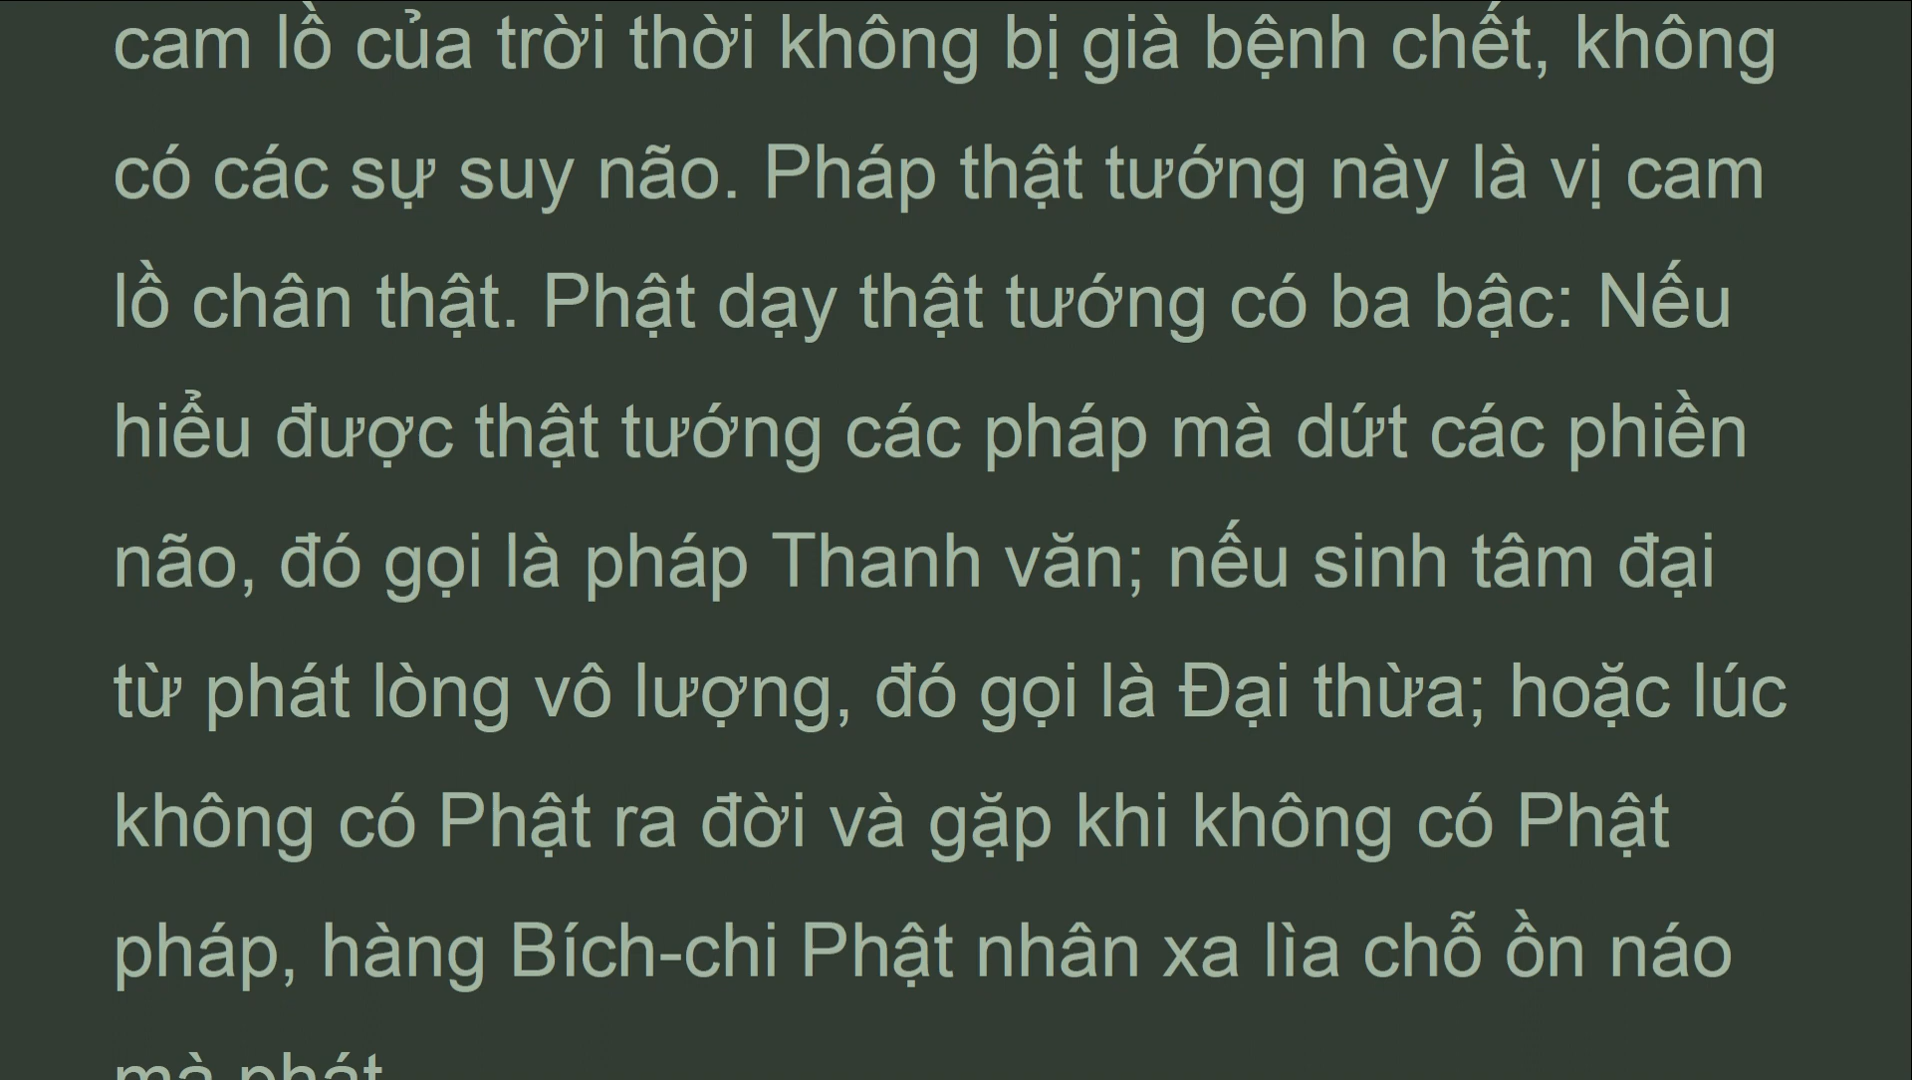 cam lồ của trời thời không bị già bệnh chết, không
có các sự suy não. Pháp thật tướng này là vị cam
lồ chân thật. Phật dạy thật tướng có ba bậc: Nếu
hiểu được thật tướng các pháp mà dứt các phiền
não, đó gọi là pháp Thanh văn; nếu sinh tâm đại
từ phát lòng vô lượng, đó gọi là Đại thừa; hoặc lúc
không có Phật ra đời và gặp khi không có Phật
pháp, hàng Bích-chi Phật nhân xa lìa chỗ ồn náo
mà phát